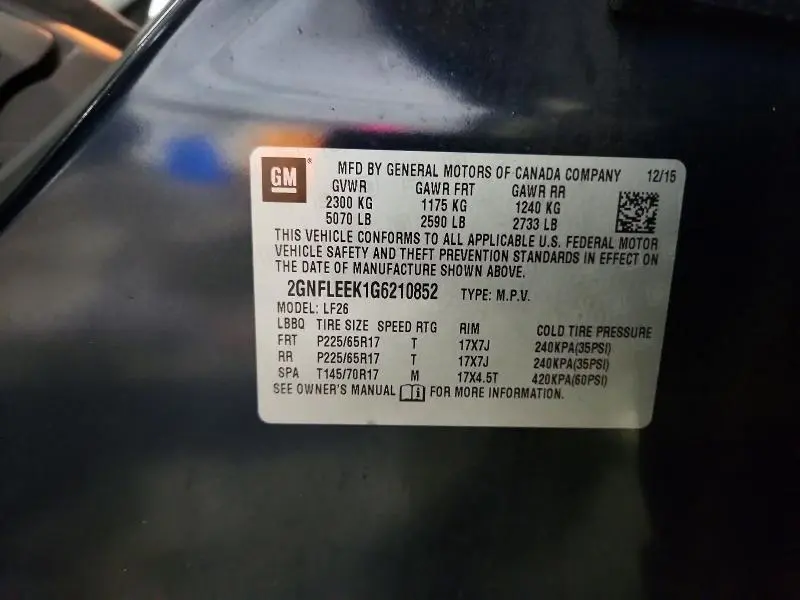 GM ® MFD BY GENERAL MOTORS OF CANADA COMPANY 12/15
GVWR GAWR FRT GAWR RR
2300 KG 1175 KG 1240 KG
5070 LB 2590 LB 2733 LB
THIS VEHICLE CONFORMS TO ALL APPLICABLE U.S. FEDERAL MOTOR
VEHICLE SAFETY AND THEFT PREVENTION STANDARDS IN EFFECT ON
THE DATE OF MANUFACTURE SHOWN ABOVE.
2GNFLEEK1G6210852 TYPE: M.P.V.
MODEL: LF26
LBBQ TIRE SIZE SPEED RTG RIM COLD TIRE PRESSURE
FRT P225/65R17 T 17X7J 240KPA(35PSI)
RR P225/65R17 T 17X7J 240KPA(35PSI)
SPA T145/70R17 M 17X4.5T 420KPA(60PSI)
SEE OWNER'S MANUAL FOR MORE INFORMATION.